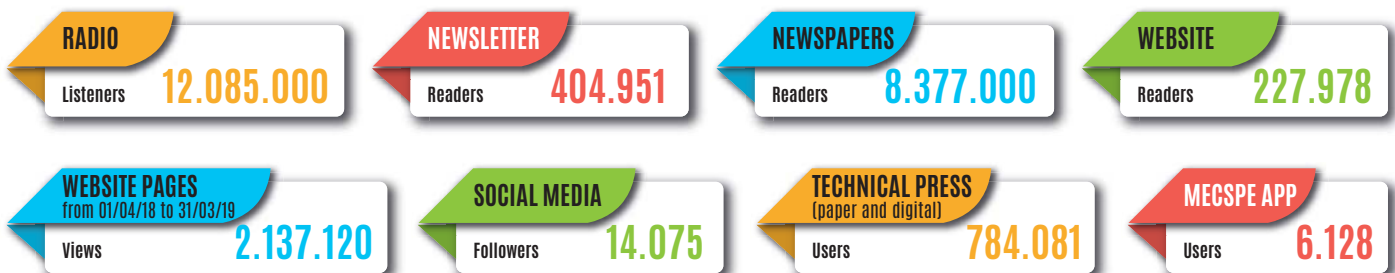 RADIO
Listeners 12.085.000
NEWSLETTER
Readers 404.951
NEWSPAPERS
Readers 8.377.000
WEBSITE
Readers 227.978
WEBSITE PAGES
from 01/04/18 to 31/03/19
Views 2.137.120
SOCIAL MEDIA
Followers 14.075
TECHNICAL PRESS
(paper and digital)
Users 784.081
MECSPE APP
Users 6.128